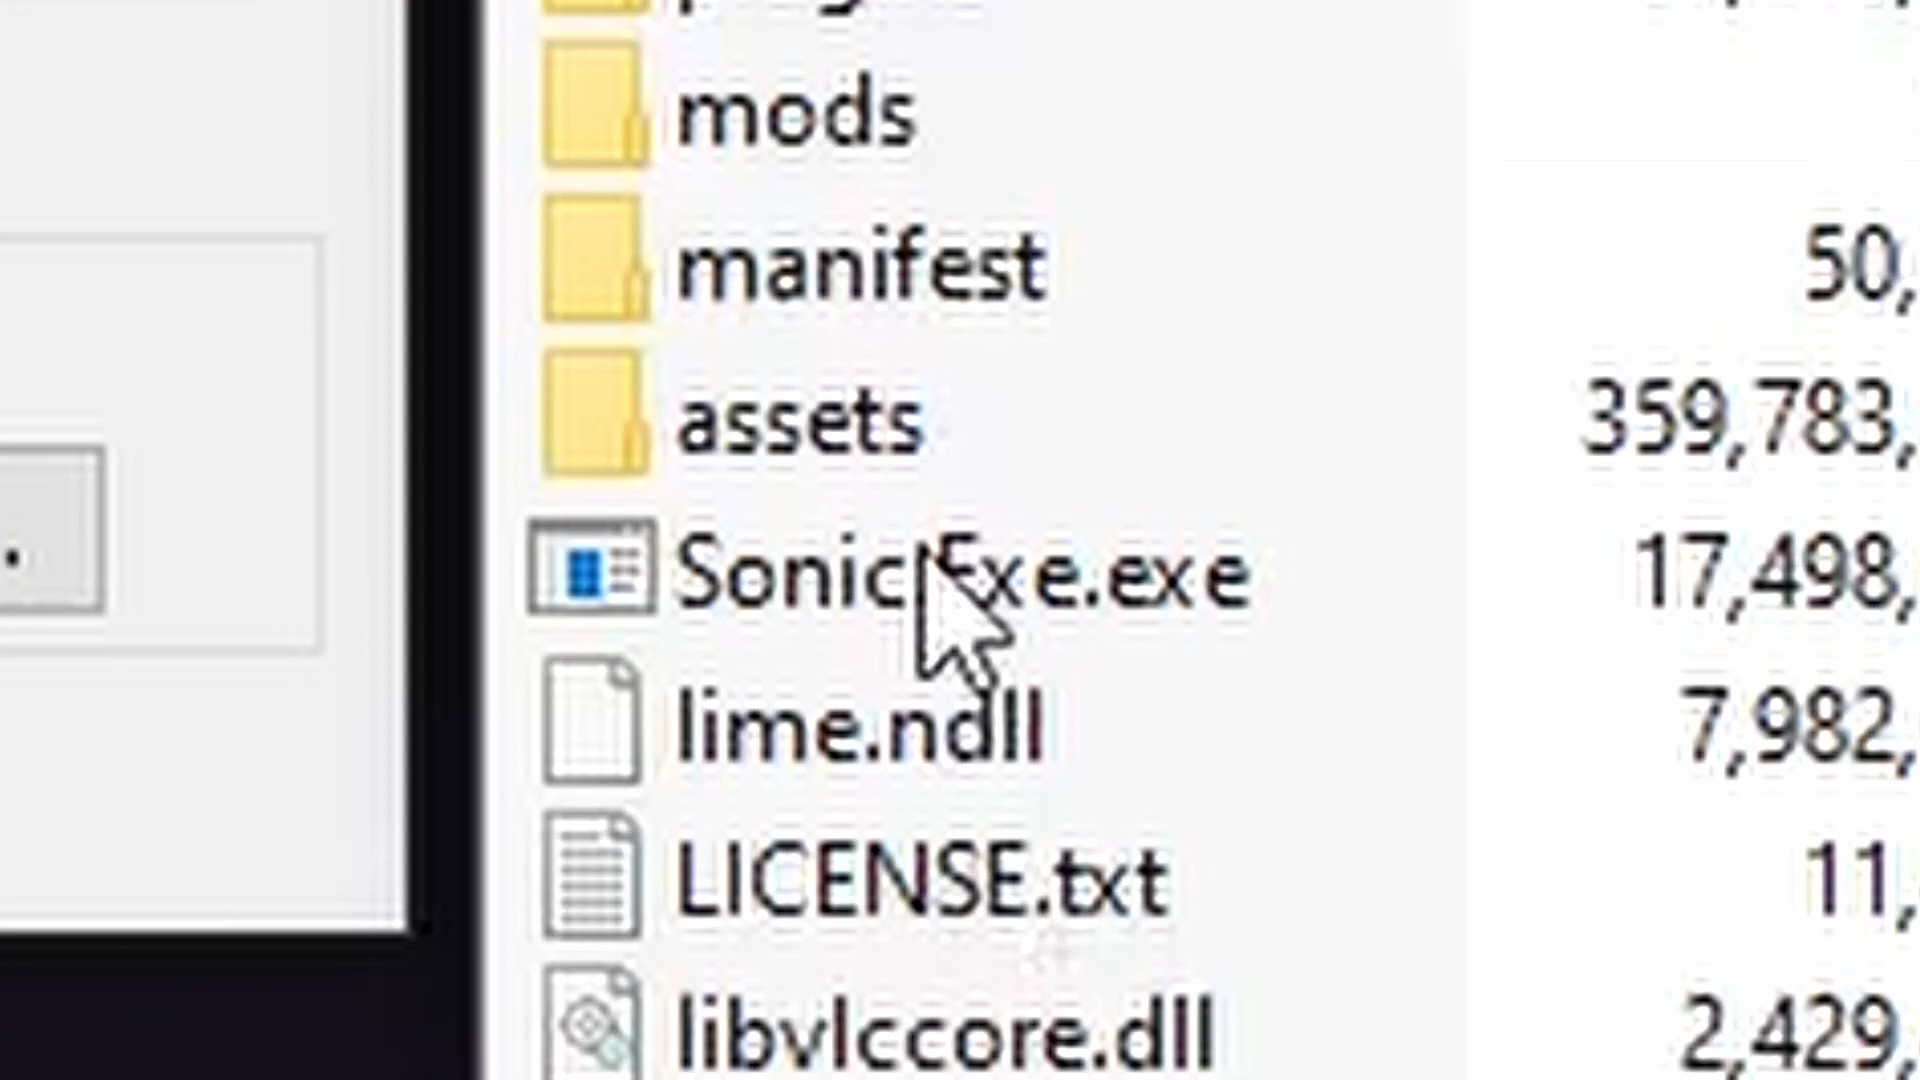 mods
manifest 50,
assets 359,783,
SonicExe.exe 17,498,
lime.ndll 7,982,
LICENSE.txt 11,
libvlccore.dll 2,429,